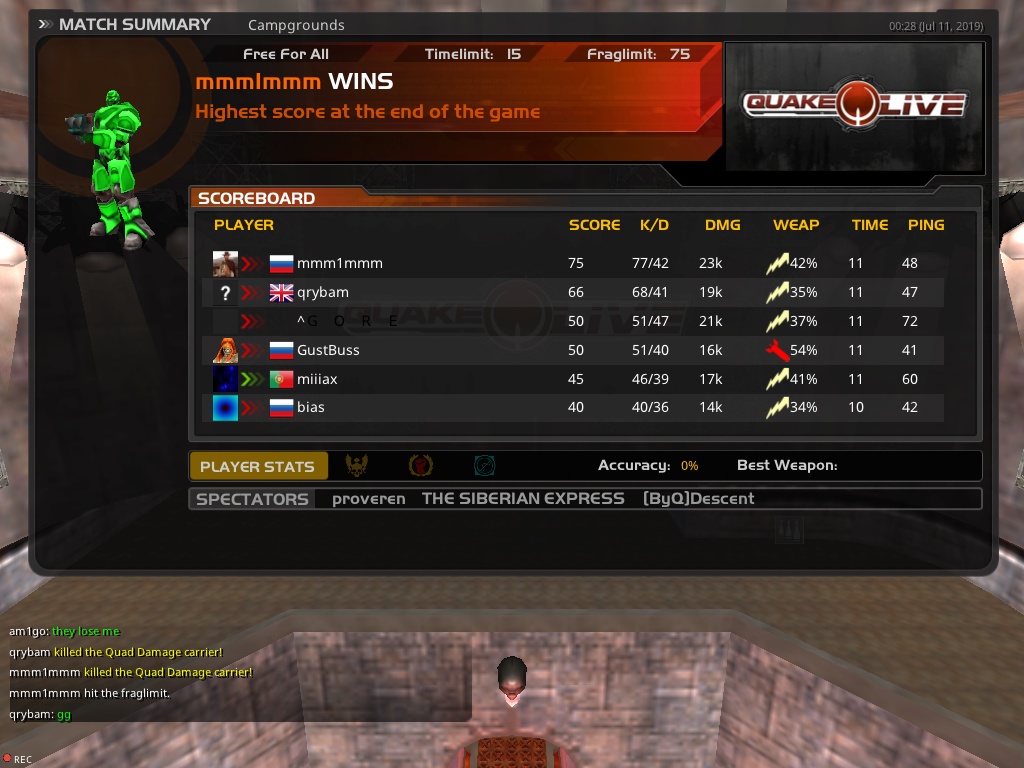 MATCH SUMMARY Campgrounds 00:28 (Jul 11, 2019)
Free For All Timelimit: 15 Fraglimit: 75
mmm1mmm WINS
Highest score at the end of the game
QUAKE LIVE
SCOREBOARD
PLAYER SCORE K/D DMG WEAP TIME PING
mmm1mmm 75 77/42 23k 42% 11 48
? qrybam 66 68/41 19k 35% 11 47
^G O R E 50 51/47 21k 37% 11 72
GustBuss 50 51/40 16k 54% 11 41
miiiax 45 46/39 17k 41% 11 60
bias 40 40/36 14k 34% 10 42
QUAKE LIVE
PLAYER STATS Accuracy: 0% Best Weapon:
SPECTATORS proveren THE SIBERIAN EXPRESS [ByQ]Descent
am1go: they lose me
qrybam killed the Quad Damage carrier!
mmm1mmm killed the Quad Damage carrier!
mmm1mmm hit the fraglimit.
qrybam: gg
REC